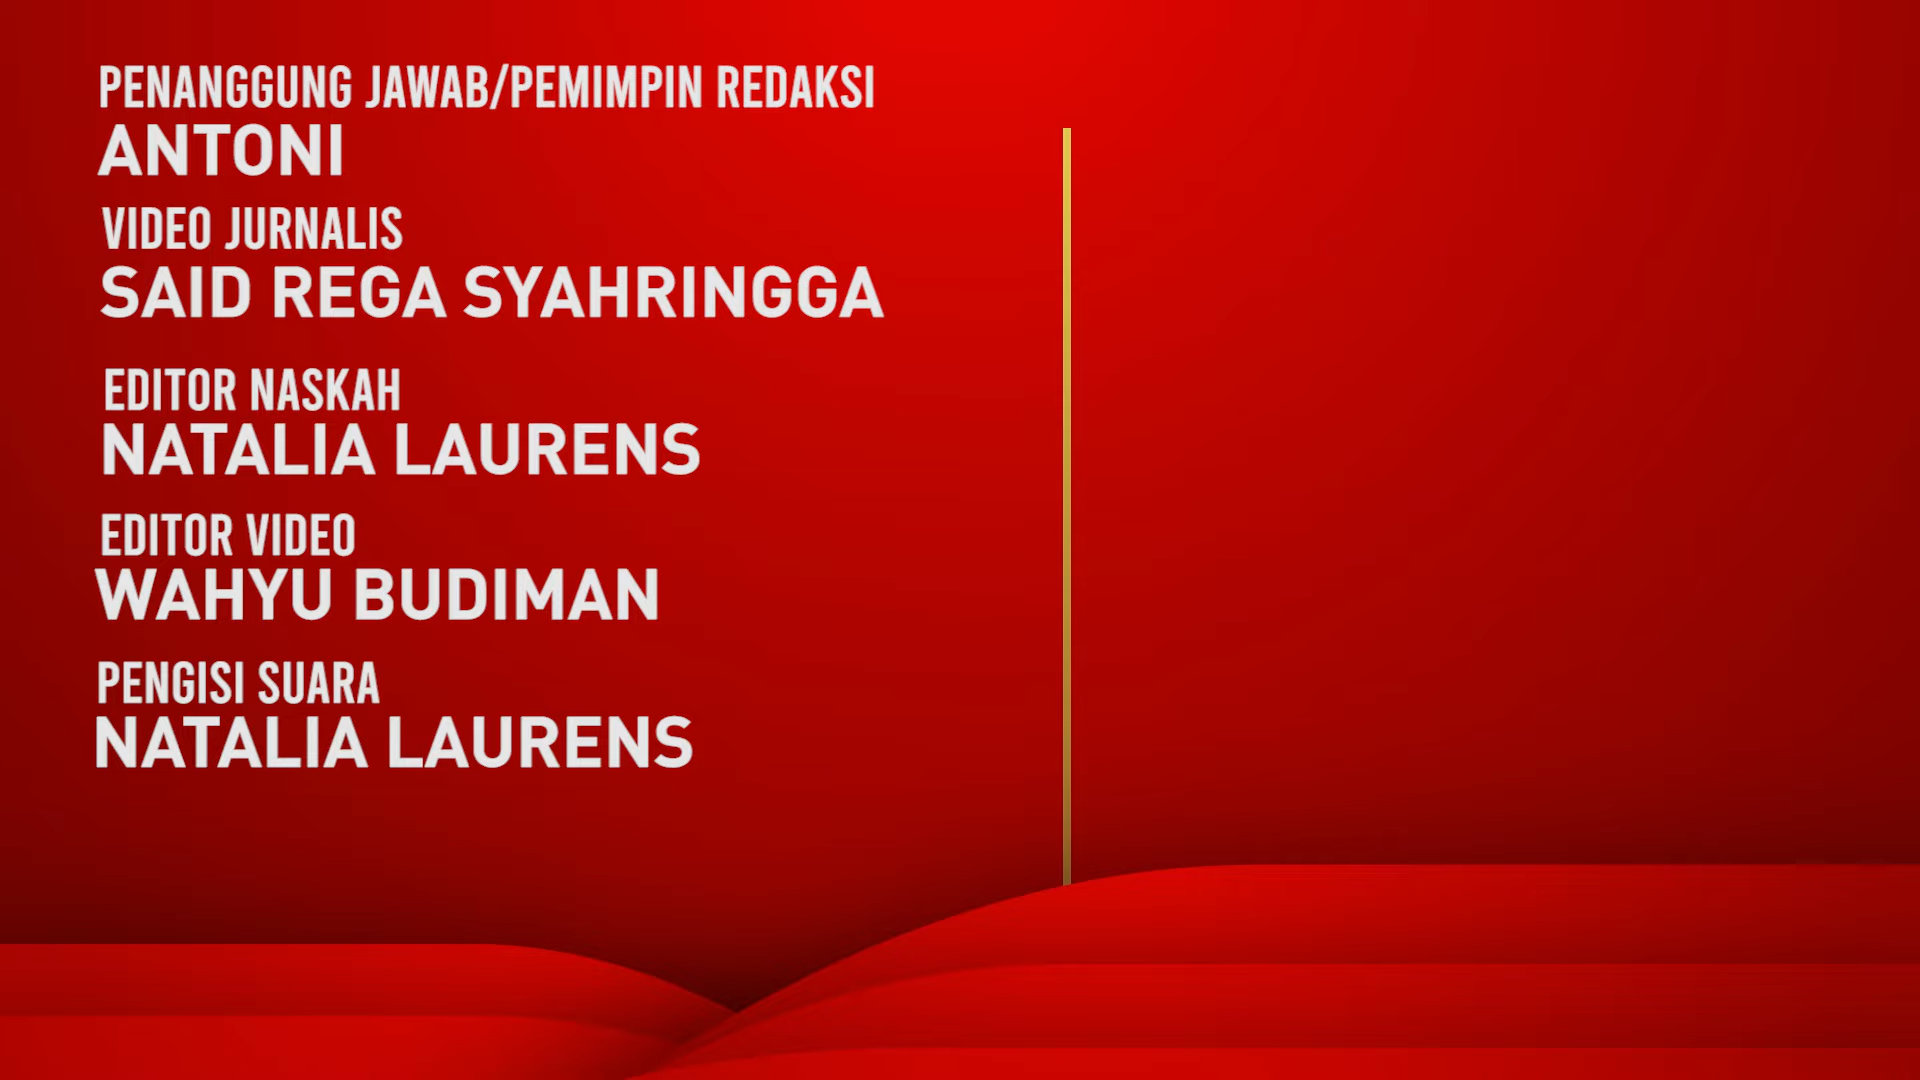 PENANGGUNG JAWAB/PEMIMPIN REDAKSI
ANTONI
VIDEO JURNALIS
SAID REGA SYAHRINGGA
EDITOR NASKAH
NATALIA LAURENS
EDITOR VIDEO
WAHYU BUDIMAN
PENGISI SUARA
NATALIA LAURENS